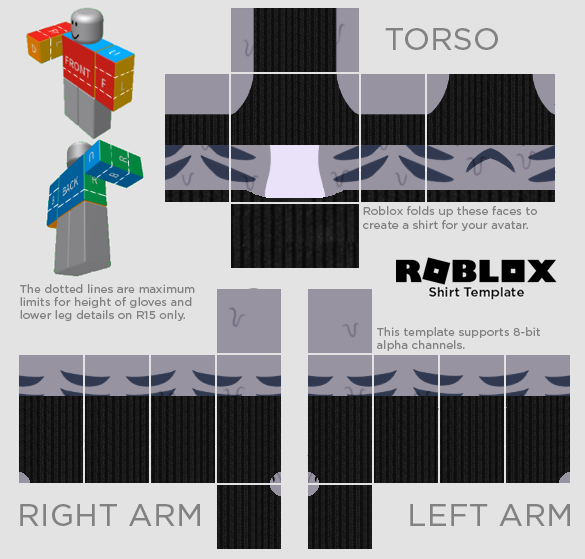 TORSO
R
D
U
FRONT
F
L
U
R
BACK
Roblox folds up these faces to
create a shirt for your avatar.
ROBLOX
Shirt Template
The dotted lines are maximum
limits for height of gloves and
lower leg details on R15 only.
This template supports 8-bit
alpha channels.
RIGHT ARM
LEFT ARM